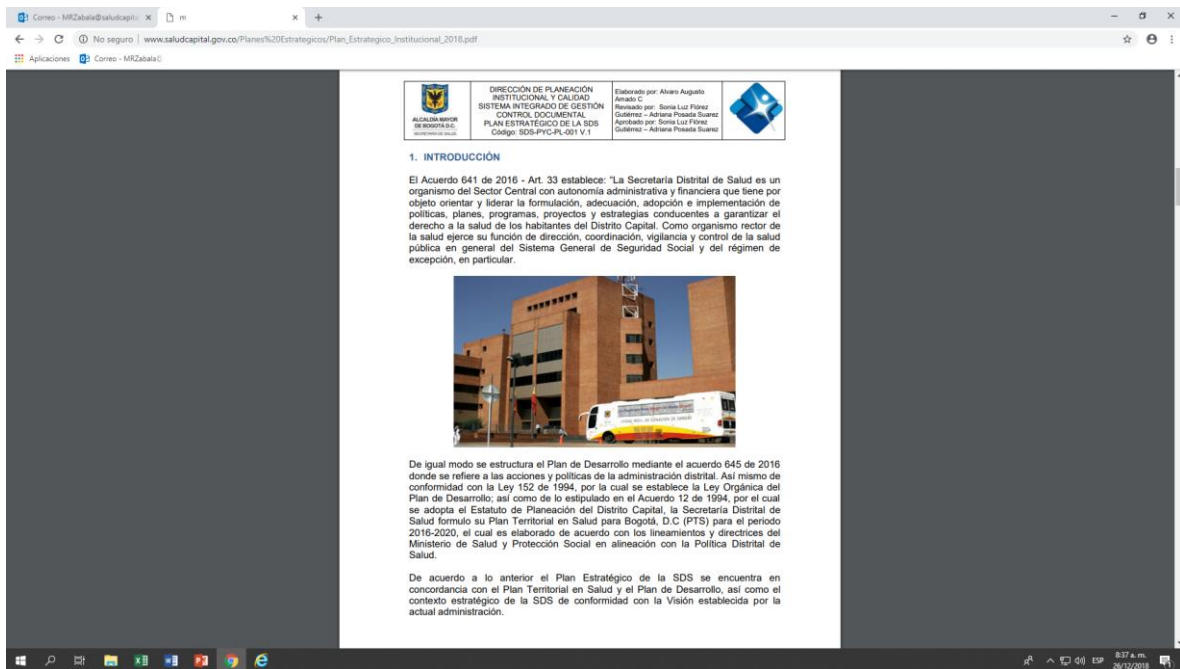 Correo - MRZabala@saludcapita
m
No seguro | www.saludcapital.gov.co/Planes%20Estrategicos/Plan_Estrategico_Institucional_2018.pdf
Aplicaciones
Correo - MRZabala
ALCALDÍA MAYOR
DE BOGOTÁ D.C.
SECRETARÍA DE SALUD
DIRECCIÓN DE PLANEACIÓN
INSTITUCIONAL Y CALIDAD
SISTEMA INTEGRADO DE GESTIÓN
CONTROL DOCUMENTAL
PLAN ESTRATÉGICO DE LA SDS
Código: SDS-PYC-PL-001 V.1
Elaborado por: Alvaro Augusto
Amado C
Revisado por: Sonia Luz Flórez
Gutiérrez – Adriana Posada Suarez
Aprobado por: Sonia Luz Flórez
Gutiérrez – Adriana Posada Suarez
1. INTRODUCCIÓN
El Acuerdo 641 de 2016 - Art. 33 establece: "La Secretaría Distrital de Salud es un
organismo del Sector Central con autonomía administrativa y financiera que tiene por
objeto orientar y liderar la formulación, adecuación, adopción e implementación de
políticas, planes, programas, proyectos y estrategias conducentes a garantizar el
derecho a la salud de los habitantes del Distrito Capital. Como organismo rector de
la salud ejerce su función de dirección, coordinación, vigilancia y control de la salud
pública en general del Sistema General de Seguridad Social y del régimen de
excepción, en particular.
De igual modo se estructura el Plan de Desarrollo mediante el acuerdo 645 de 2016
donde se refiere a las acciones y políticas de la administración distrital. Así mismo de
conformidad con la Ley 152 de 1994, por la cual se establece la Ley Orgánica del
Plan de Desarrollo; así como de lo estipulado en el Acuerdo 12 de 1994, por el cual
se adopta el Estatuto de Planeación del Distrito Capital, la Secretaría Distrital de
Salud formulo su Plan Territorial en Salud para Bogotá, D.C (PTS) para el periodo
2016-2020, el cual es elaborado de acuerdo con los lineamientos y directrices del
Ministerio de Salud y Protección Social en alineación con la Política Distrital de
Salud.
De acuerdo a lo anterior el Plan Estratégico de la SDS se encuentra en
concordancia con el Plan Territorial en Salud y el Plan de Desarrollo, así como el
contexto estratégico de la SDS de conformidad con la Visión establecida por la
actual administración.
ESP
8:37 a. m.
26/12/2018